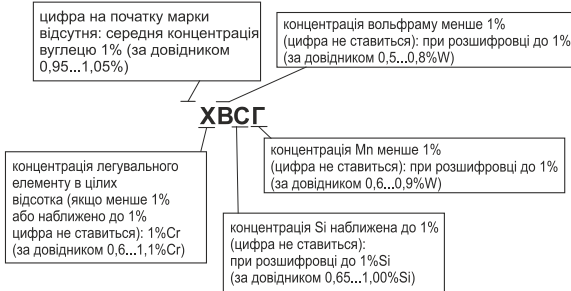 цифра на початку марки
відсутня: середня концентрація
вуглецю 1% (за довідником
0,95...1,05%)
концентрація вольфраму менше 1%
(цифра не ставиться): при розшифровці до 1%
(за довідником 0,5...0,8%W)
ХВСГ
концентрація легувального
елементу в цілих
відсотка (якщо менше 1%
або наближено до 1%
цифра не ставиться): 1%Cr
(за довідником 0,6...1,1%Cr)
концентрація Mn менше 1%
(цифра не ставиться): при розшифровці до 1%
(за довідником 0,6...0,9%W)
концентрація Si наближена до 1%
(цифра не ставиться):
при розшифровці до 1%Si
(за довідником 0,65...1,00%Si)